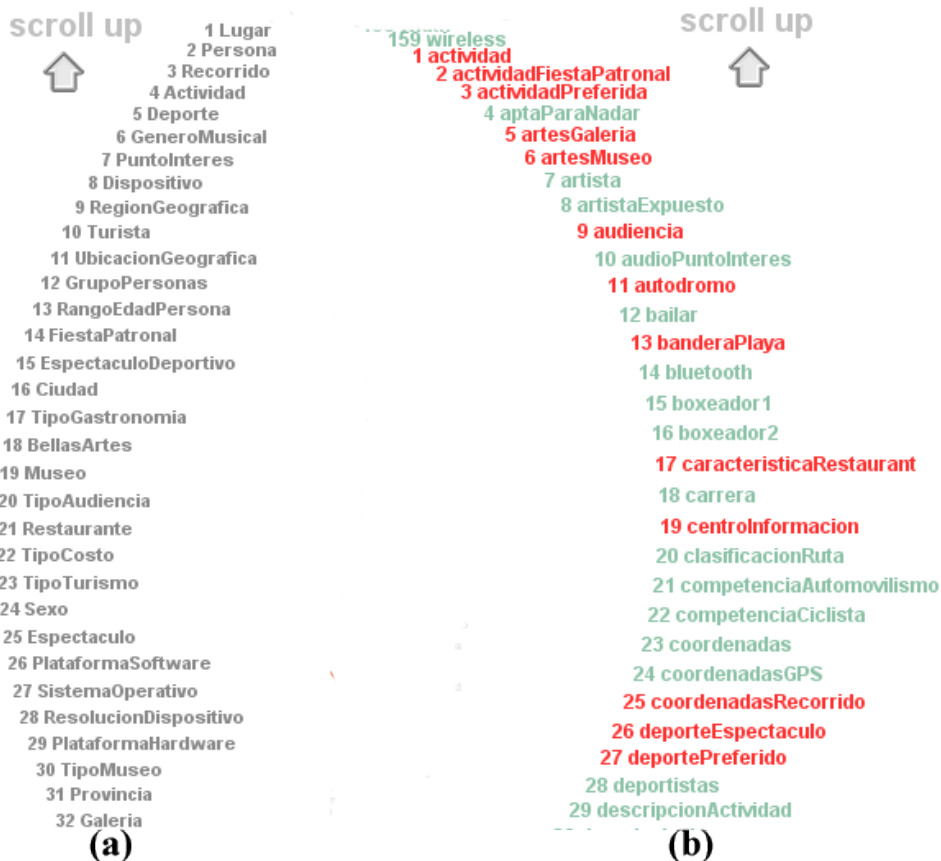 scroll up
1 Lugar
2 Persona
3 Recorrido
4 Actividad
5 Deporte
6 GeneroMusical
7 PuntoInteres
8 Dispositivo
9 RegionGeografica
10 Turista
11 UbicacionGeografica
12 GrupoPersonas
13 RangoEdadPersona
14 FiestaPatronal
15 EspectaculoDeportivo
16 Ciudad
17 TipoGastronomia
18 BellasArtes
19 Museo
20 TipoAudiencia
21 Restaurante
22 TipoCosto
23 TipoTurismo
24 Sexo
25 Espectaculo
26 PlataformaSoftware
27 SistemaOperativo
28 ResolucionDispositivo
29 PlataformaHardware
30 TipoMuseo
31 Provincia
32 Galeria
(a)
scroll up
159 wireless
1 actividad
2 actividadFiestaPatronal
3 actividadPreferida
4 aptaParaNadar
5 artesGaleria
6 artesMuseo
7 artista
8 artistaExpuesto
9 audiencia
10 audioPuntoInteres
11 autodromo
12 bailar
13 banderaPlaya
14 bluetooth
15 boxeador1
16 boxeador2
17 caracteristicaRestaurant
18 carrera
19 centroInformacion
20 clasificacionRuta
21 competenciaAutomovilismo
22 competenciaCiclista
23 coordenadas
24 coordenadasGPS
25 coordenadasRecorrido
26 deporteEspectaculo
27 deportePreferido
28 deportistas
29 descripcionActividad
(b)